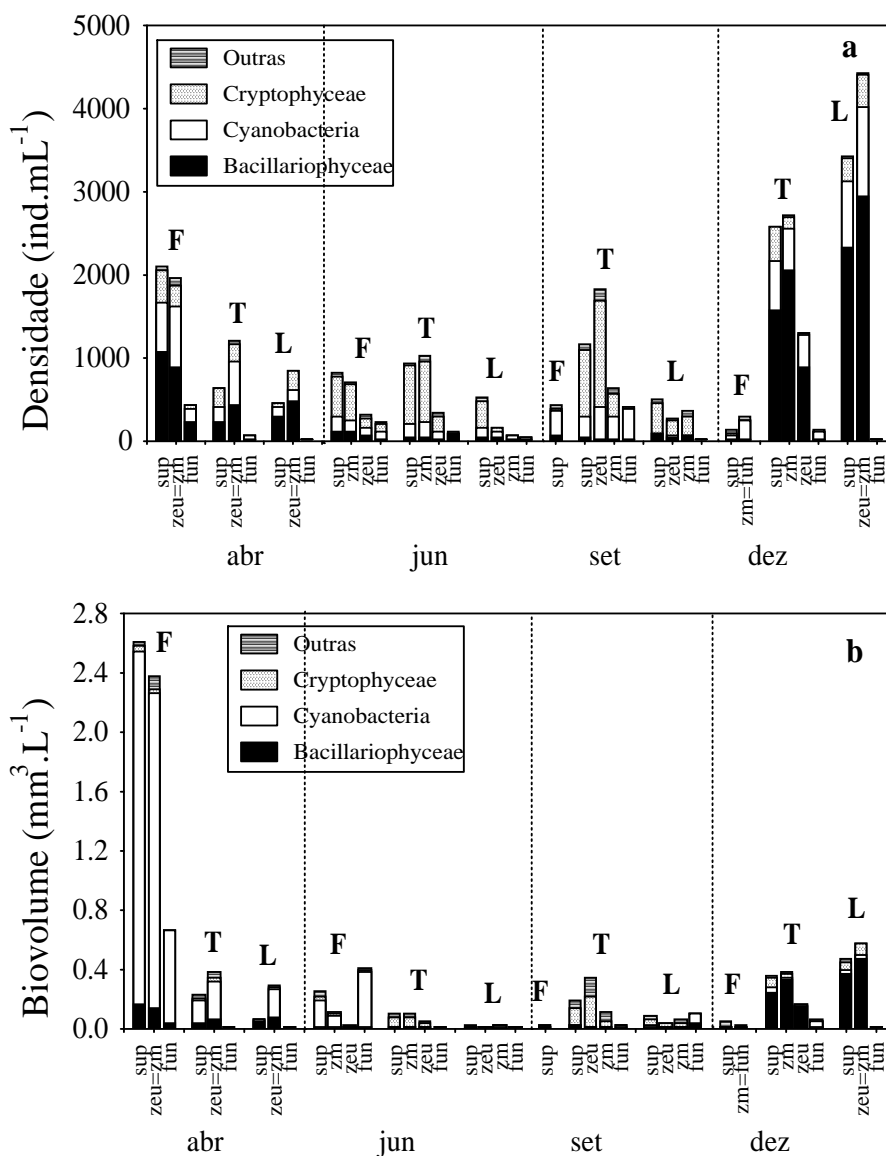 5000
4000
3000
2000
1000
0
Densidade (ind.mL⁻¹)
Outras
Cryptophyceae
Cyanobacteria
Bacillariophyceae
a
F
T
L
F
T
L
F
T
L
F
T
L
sup
zeu=zm
fun
sup
zeu=zm
fun
sup
zeu=zm
fun
sup
zm
zeu
fun
sup
zm
zeu
fun
sup
zeu
zm
fun
sup
sup
zeu
zm
fun
sup
zeu
zm
fun
sup
zm=fun
sup
zm
zeu
fun
sup
zeu=zm
fun
abr jun set dez
2.8
2.4
2.0
1.6
1.2
0.8
0.4
0.0
Biovolume (mm³.L⁻¹)
Outras
Cryptophyceae
Cyanobacteria
Bacillariophyceae
b
F
T
L
F
T
L
F
T
L
F
T
L
sup
zeu=zm
fun
sup
zeu=zm
fun
sup
zeu=zm
fun
sup
zm
zeu
fun
sup
zm
zeu
fun
sup
zeu
zm
fun
sup
sup
zeu
zm
fun
sup
zeu
zm
fun
sup
zm=fun
sup
zm
zeu
fun
sup
zeu=zm
fun
abr jun set dez